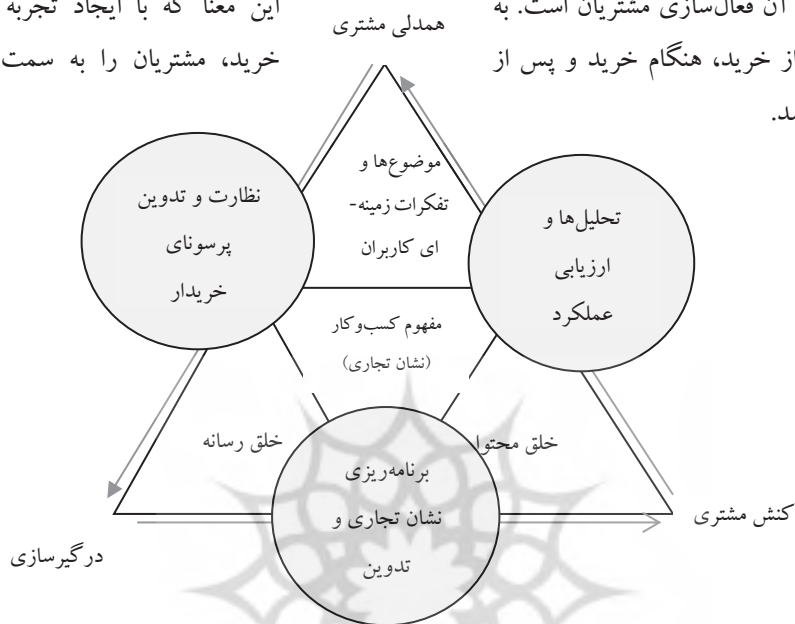 آن فعال‌سازی مشتریان است. به
از خرید، هنگام خرید و پس از
این معنا که با ایجاد تجربه
خرید، مشتریان را به سمت
همدلی مشتری
موضوع‌ها و
تفکرات زمینه-
ای کاربران
نظارت و تدوین
پرسونای
خریدار
تحلیل‌ها و
ارزیابی
عملکرد
مفهوم کسب‌وکار
(نشان تجاری)
خلق رسانه
خلق محتوا
برنامه‌ریزی
نشان تجاری و
تدوین
کنش مشتری
درگیرسازی